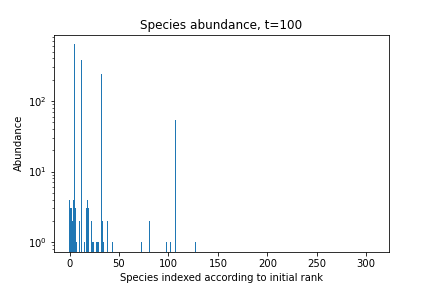 Species abundance, t=100
Abundance
10²
10¹
10⁰
0 50 100 150 200 250 300
Species indexed according to initial rank